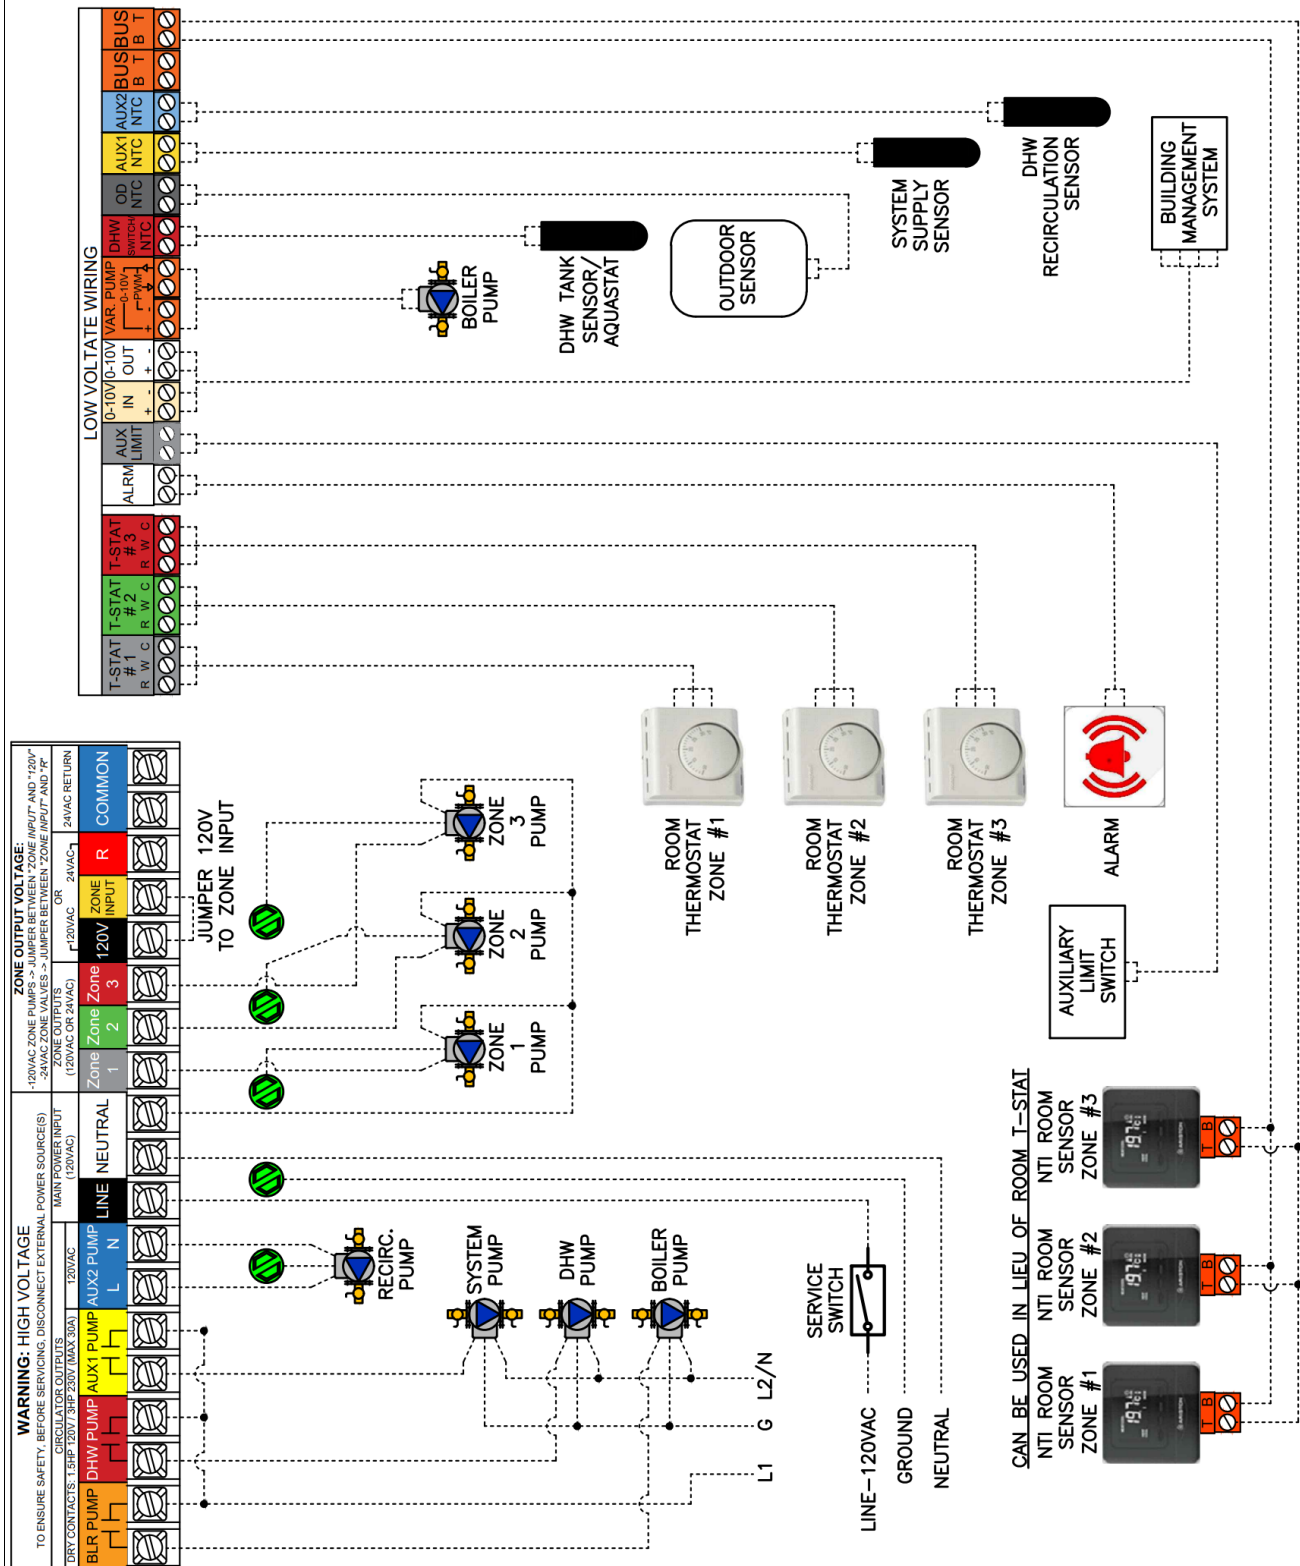 WARNING: HIGH VOLTAGE
TO ENSURE SAFETY, BEFORE SERVICING, DISCONNECT EXTERNAL POWER SOURCE(S)
CIRCULATOR OUTPUTS
DRY CONTACTS: 1.5HP 120V / 3HP 230V (MAX 30A)
120VAC
MAIN POWER INPUT
(120VAC)
ZONE OUTPUT VOLTAGE:
-120VAC ZONE PUMPS -> JUMPER BETWEEN "ZONE INPUT" AND "120V"
-24VAC ZONE VALVES -> JUMPER BETWEEN "ZONE INPUT" AND "R"
ZONE OUTPUTS
(120VAC OR 24VAC)
120VAC
OR
24VAC
24VAC RETURN
BLR PUMP
DHW PUMP
AUX1 PUMP
AUX2 PUMP
L N
LINE
NEUTRAL
Zone
1
Zone
2
Zone
3
120V
ZONE
INPUT
R
COMMON
JUMPER 120V
TO ZONE INPUT
LOW VOLTATE WIRING
T-STAT
# 1
R W C
T-STAT
# 2
R W C
T-STAT
# 3
R W C
ALRM
AUX
LIMIT
0-10V
IN
+ -
0-10V
OUT
+ -
VAR. PUMP
0-10V
PWM
+ -
DHW
SWITCH/
NTC
OD
NTC
AUX1
NTC
AUX2
NTC
BUS
B T
BUS
B T
RECIRC.
PUMP
SYSTEM
PUMP
DHW
PUMP
BOILER
PUMP
L1
G
L2/N
SERVICE
SWITCH
LINE-120VAC
GROUND
NEUTRAL
ZONE
1
PUMP
ZONE
2
PUMP
ZONE
3
PUMP
BOILER
PUMP
DHW TANK
SENSOR/
AQUASTAT
OUTDOOR
SENSOR
SYSTEM
SUPPLY
SENSOR
DHW
RECIRCULATION
SENSOR
BUILDING
MANAGEMENT
SYSTEM
ROOM
THERMOSTAT
ZONE #1
ROOM
THERMOSTAT
ZONE #2
ROOM
THERMOSTAT
ZONE #3
ALARM
AUXILIARY
LIMIT
SWITCH
CAN BE USED IN LIEU OF ROOM T-STAT
NTI ROOM
SENSOR
ZONE #1
T B
NTI ROOM
SENSOR
ZONE #2
T B
NTI ROOM
SENSOR
ZONE #3
T B